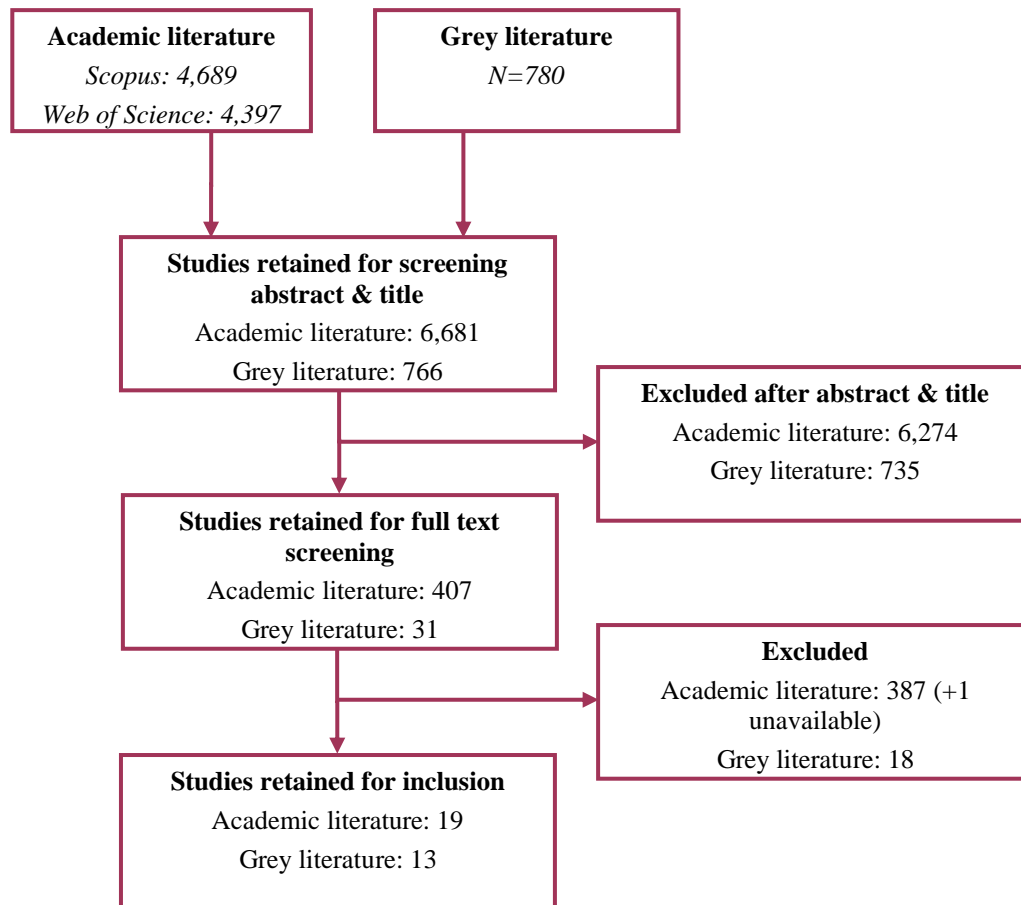 Academic literature
Scopus: 4,689
Web of Science: 4,397
Grey literature
N=780
Studies retained for screening
abstract & title
Academic literature: 6,681
Grey literature: 766
Excluded after abstract & title
Academic literature: 6,274
Grey literature: 735
Studies retained for full text
screening
Academic literature: 407
Grey literature: 31
Excluded
Academic literature: 387 (+1
unavailable)
Grey literature: 18
Studies retained for inclusion
Academic literature: 19
Grey literature: 13